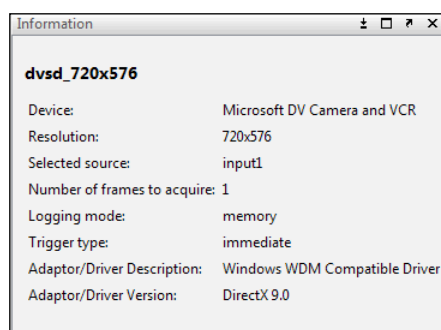 Information
dvsd_720x576
Device: Microsoft DV Camera and VCR
Resolution: 720x576
Selected source: input1
Number of frames to acquire: 1
Logging mode: memory
Trigger type: immediate
Adaptor/Driver Description: Windows WDM Compatible Driver
Adaptor/Driver Version: DirectX 9.0